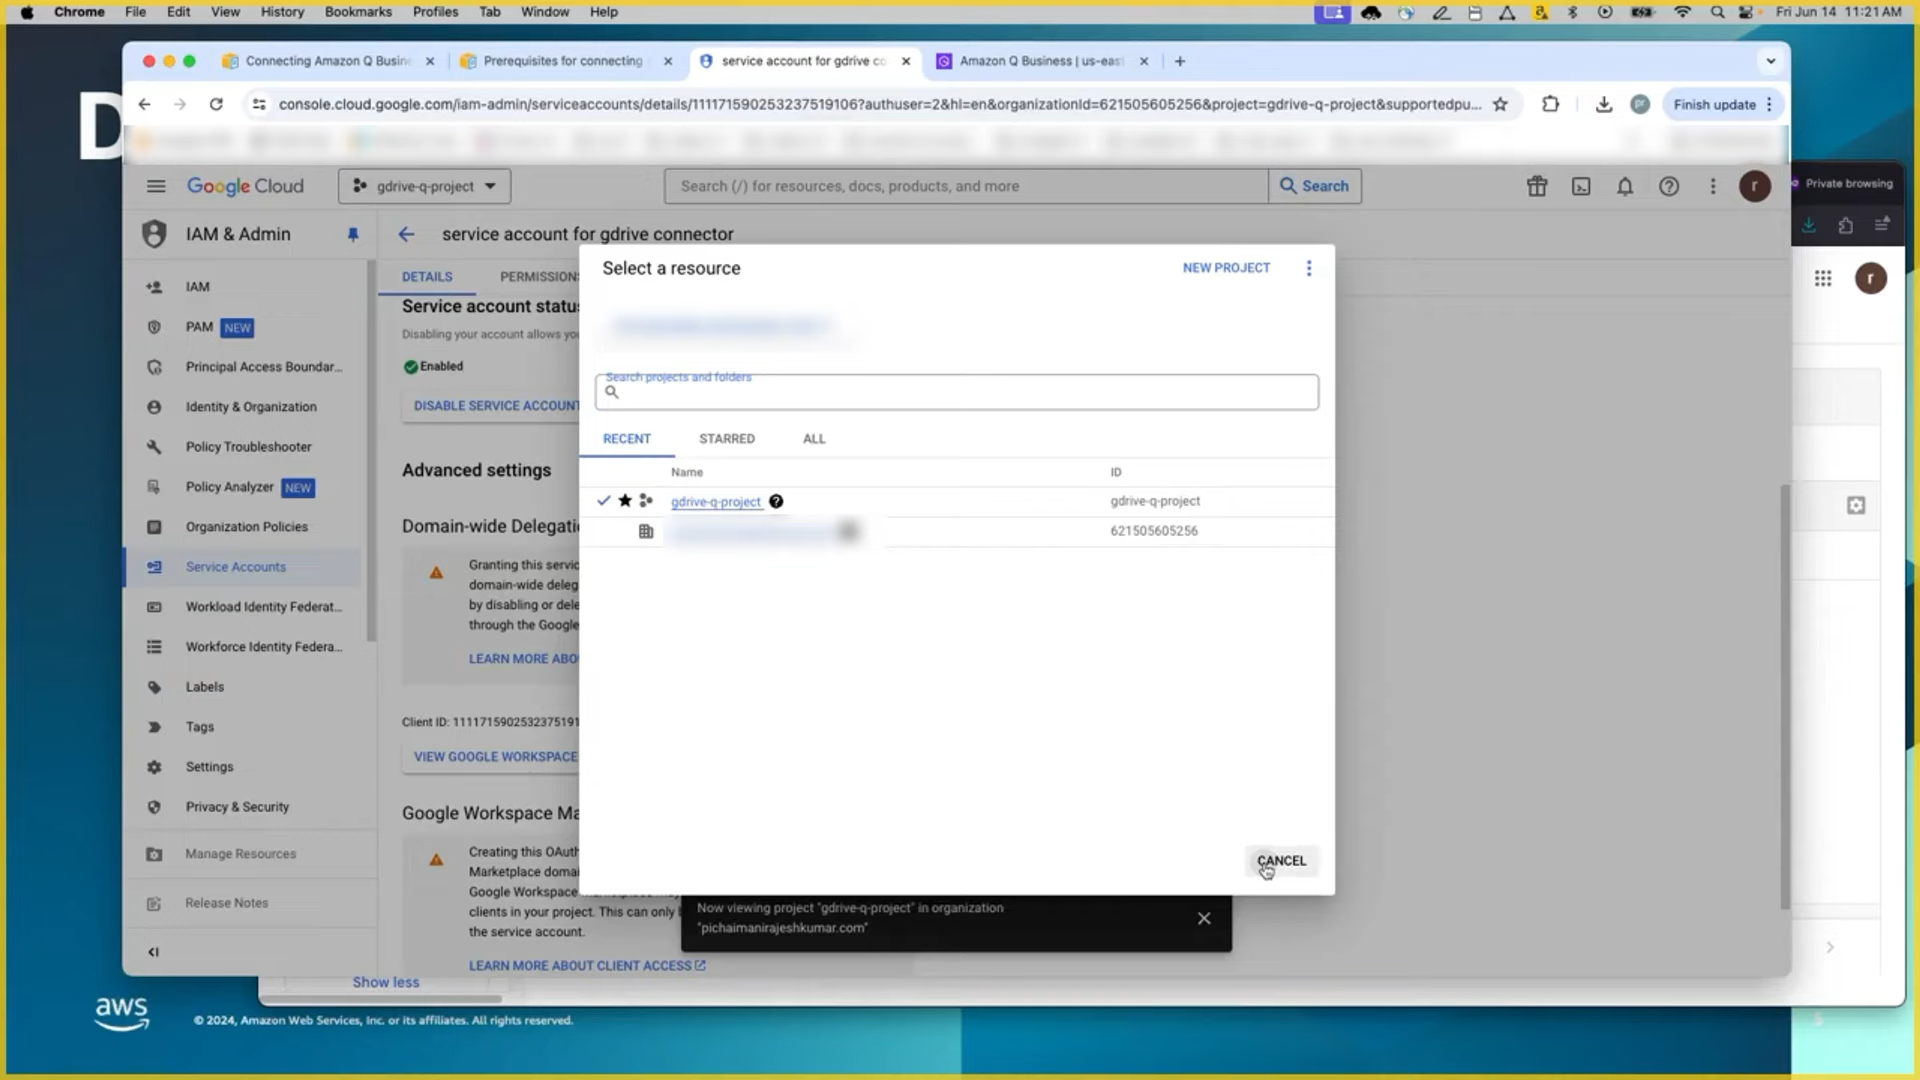 Chrome File Edit View History Bookmarks Profiles Tab Window Help Fri Jun 14 11:21 AM
D
Connecting Amazon Q Busin
Prerequisites for connecting
service account for gdrive co
Amazon Q Business | us-eas
console.cloud.google.com/iam-admin/serviceaccounts/details/111171590253237519106?authuser=2&hl=en&organizationId=621505605256&project=gdrive-q-project&supportedpu...
Finish update
Google Cloud
gdrive-q-project
Search (/) for resources, docs, products, and more
Search
r
Private browsing
r
IAM & Admin
service account for gdrive connector
IAM
PAM NEW
Principal Access Boundar...
Identity & Organization
Policy Troubleshooter
Policy Analyzer NEW
Organization Policies
Service Accounts
Workload Identity Federat...
Workforce Identity Federa...
Labels
Tags
Settings
Privacy & Security
Manage Resources
Release Notes
DETAILS
PERMISSION
Service account statu
Disabling your account allows yo
Enabled
DISABLE SERVICE ACCOUNT
Advanced settings
Domain-wide Delegati
Granting this servic
domain-wide deleg
by disabling or dele
through the Google
LEARN MORE ABO
Client ID: 1111715902532375191
VIEW GOOGLE WORKSPACE
Google Workspace Ma
Creating this OAuth
Marketplace domai
Google Workspace
clients in your project. This can only
the service account.
LEARN MORE ABOUT CLIENT ACCESS
Select a resource
NEW PROJECT
Search projects and folders
RECENT
STARRED
ALL
Name
ID
gdrive-q-project
gdrive-q-project
621505605256
CANCEL
Now viewing project "gdrive-q-project" in organization
"pichaimanirajeshkumar.com"
Show less
aws
© 2024, Amazon Web Services, Inc. or its affiliates. All rights reserved.